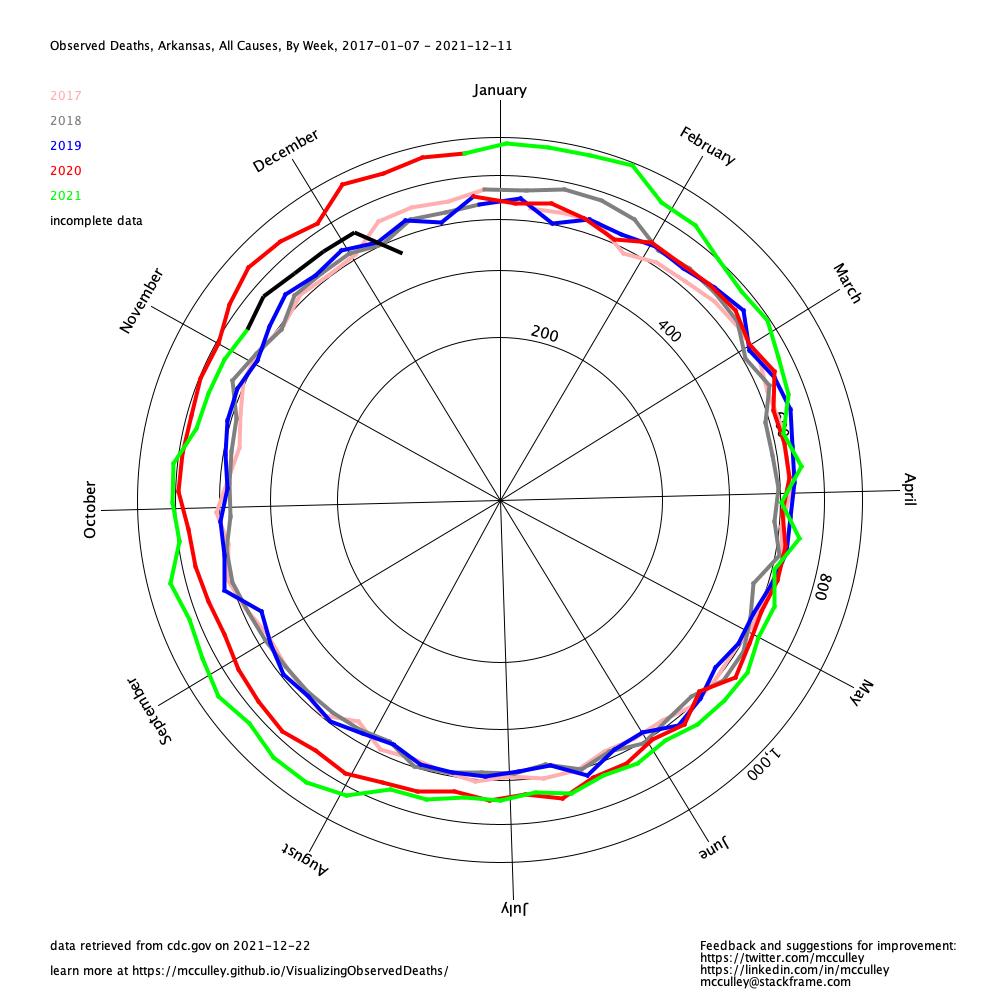 Observed Deaths, Arkansas, All Causes, By Week, 2017-01-07 - 2021-12-11
January
2017
2018
2019
2020
2021
incomplete data
December
February
November
March
200
400
October
April
800
September
May
1,000
August
June
July
data retrieved from cdc.gov on 2021-12-22
learn more at https://mcculley.github.io/VisualizingObservedDeaths/
Feedback and suggestions for improvement:
https://twitter.com/mcculley
https://linkedin.com/in/mcculley
mcculley@stackframe.com